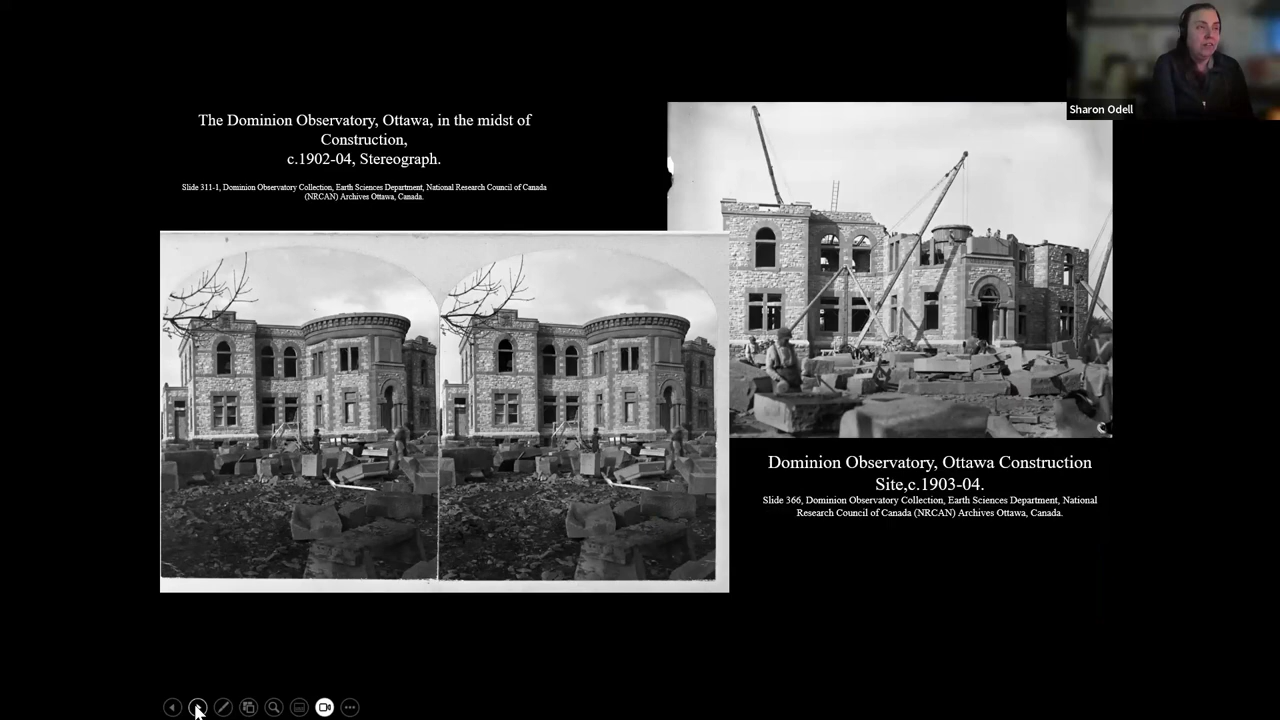 Sharon Odell
The Dominion Observatory, Ottawa, in the midst of
Construction,
c.1902-04, Stereograph.
Slide 311-1, Dominion Observatory Collection, Earth Sciences Department, National Research Council of Canada
(NRCAN) Archives Ottawa, Canada.
Dominion Observatory, Ottawa Construction
Site,c.1903-04.
Slide 366, Dominion Observatory Collection, Earth Sciences Department, National
Research Council of Canada (NRCAN) Archives Ottawa, Canada.